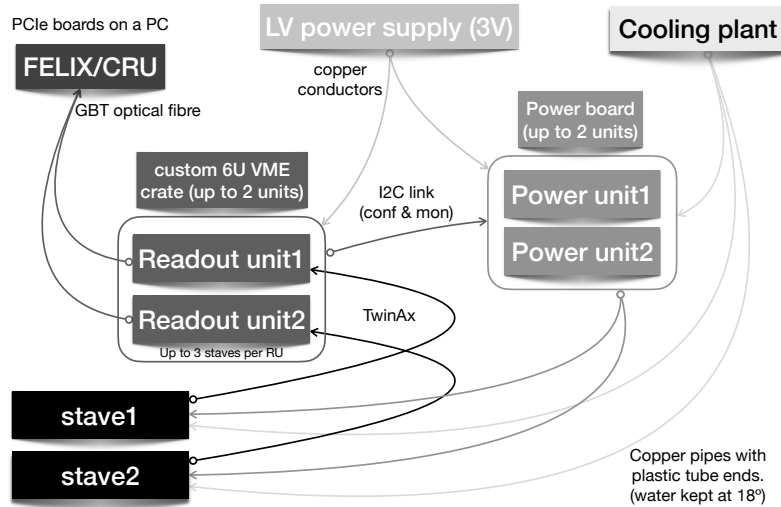 PCIe boards on a PC
LV power supply (3V)
Cooling plant
FELIX/CRU
copper
conductors
GBT optical fibre
Power board
(up to 2 units)
custom 6U VME
crate (up to 2 units)
I2C link
(conf & mon)
Power unit1
Power unit2
Readout unit1
Readout unit2
TwinAx
Up to 3 staves per RU
stave1
stave2
Copper pipes with
plastic tube ends.
(water kept at 18º)